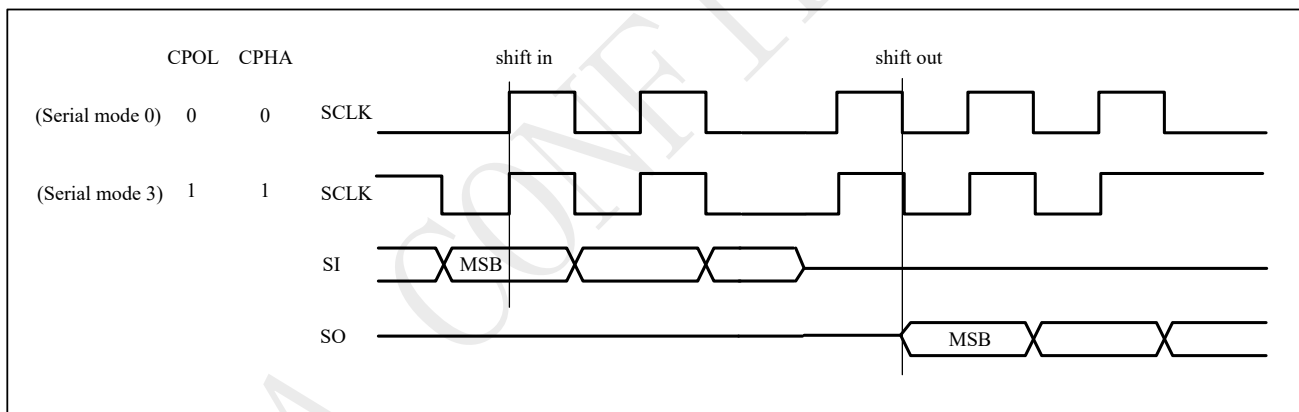 CPOL CPHA shift in shift out
(Serial mode 0) 0 0 SCLK
(Serial mode 3) 1 1 SCLK
SI MSB
SO MSB